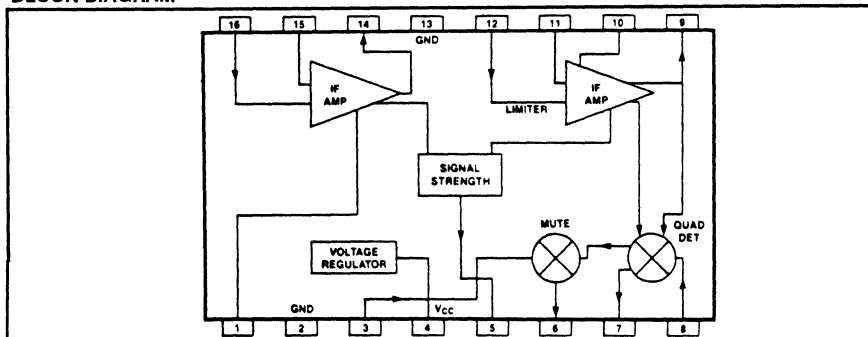 BLOCK DIAGRAM
16 15 14 13 12 11 10 9
GND
IF
AMP
IF
AMP
LIMITER
SIGNAL
STRENGTH
MUTE
QUAD
DET
VOLTAGE
REGULATOR
GND
VCC
1 2 3 4 5 6 7 8